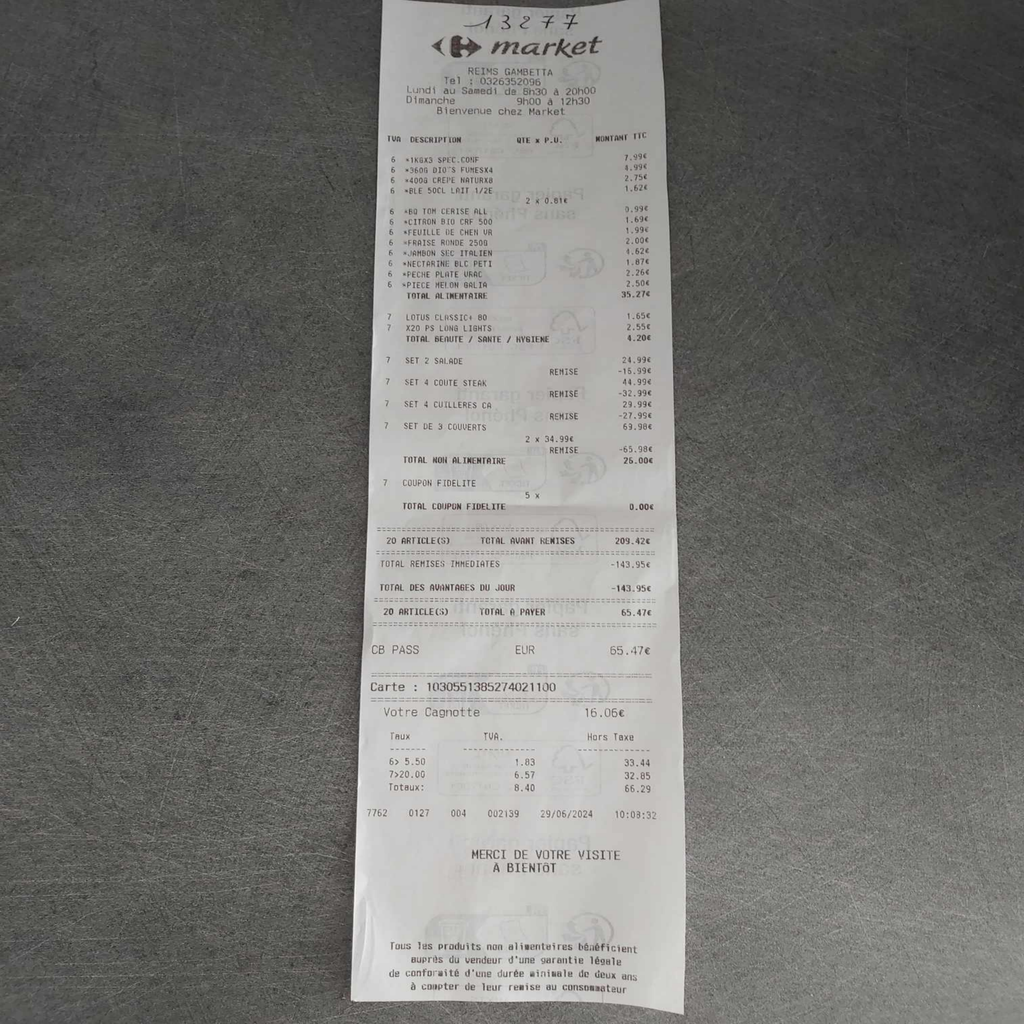 13277
market
REIMS GAMBETTA
Tel : 0326352096
Lundi au Samedi de 8h30 à 20h00
Dimanche 9h00 à 12h30
Bienvenue chez Market
TVA DESCRIPTION QTE x P.U. MONTANT TTC
6 *1KGX3 SPEC.CONF 7.99€
6 *360G DIOTS FUMESX4 4.99€
6 *400G CREPE NATURX8 2.75€
6 *BLE 50CL LAIT 1/2E 1.62€
2 x 0.81€
6 *BQ TOM CERISE ALL 0.99€
6 *CITRON BIO CRF 500 1.69€
6 *FEUILLE DE CHEN VR 1.99€
6 *FRAISE RONDE 250G 2.00€
6 *JAMBON SEC ITALIEN 4.62€
6 *NECTARINE BLC PETI 1.87€
6 *PECHE PLATE VRAC 2.26€
6 *PIECE MELON GALIA 2.50€
TOTAL ALIMENTAIRE 35.27€
7 LOTUS CLASSIC+ 80 1.65€
7 X20 PS LONG LIGHTS 2.55€
TOTAL BEAUTE / SANTE / HYGIENE 4.20€
7 SET 2 SALADE 24.99€
REMISE -16.99€
7 SET 4 COUTE STEAK 44.99€
REMISE -32.99€
7 SET 4 CUILLERES CA 29.99€
REMISE -27.99€
7 SET DE 3 COUVERTS 69.98€
2 x 34.99€
REMISE -65.98€
TOTAL NON ALIMENTAIRE 26.00€
7 COUPON FIDELITE
5 x
TOTAL COUPON FIDELITE 0.00€
20 ARTICLE(S) TOTAL AVANT REMISES 209.42€
TOTAL REMISES IMMEDIATES -143.95€
TOTAL DES AVANTAGES DU JOUR -143.95€
20 ARTICLE(S) TOTAL A PAYER 65.47€
CB PASS EUR 65.47€
Carte : 1030551385274021100
Votre Cagnotte 16.06€
Taux TVA. Hors Taxe
6> 5.50 1.83 33.44
7>20.00 6.57 32.85
Totaux: 8.40 66.29
7762 0127 004 002139 29/06/2024 10:08:32
MERCI DE VOTRE VISITE
A BIENTÔT
Tous les produits non alimentaires bénéficient
auprès du vendeur d'une garantie légale
de conformité d'une durée minimale de deux ans
à compter de leur remise au consommateur